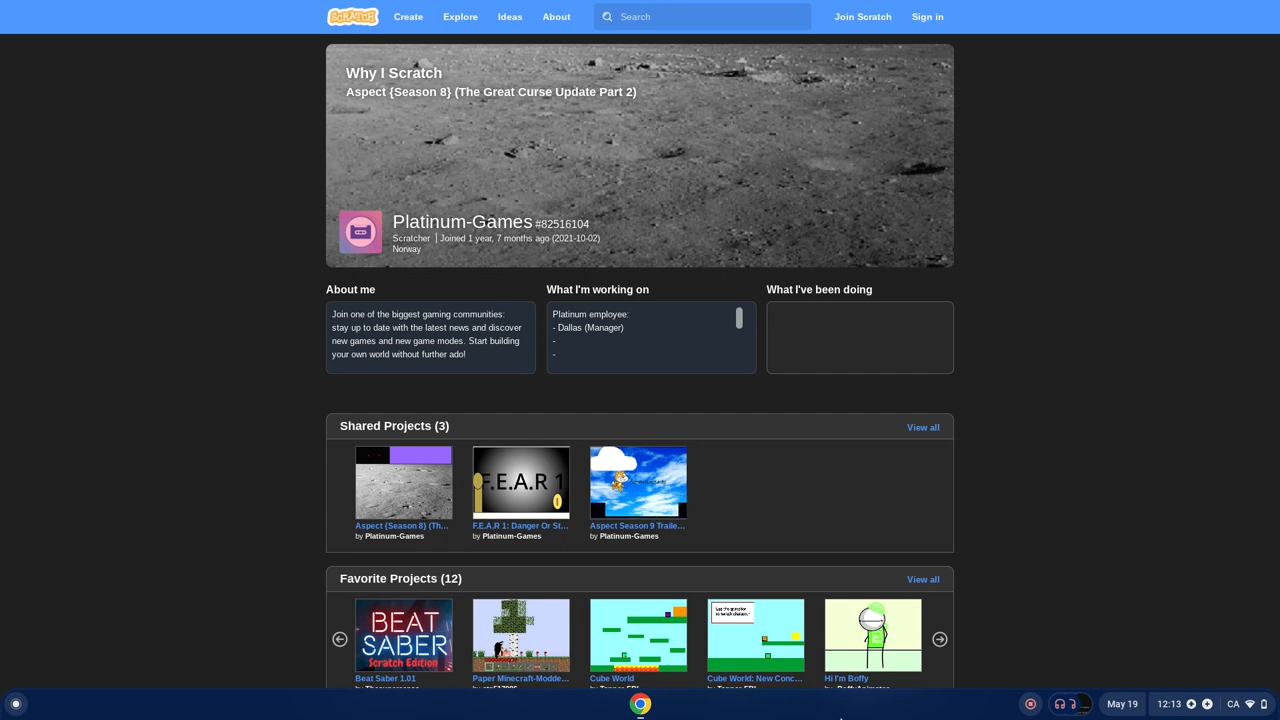 SCRATCH
Create
Explore
Ideas
About
Search
Join Scratch
Sign in
Why I Scratch
Aspect {Season 8} (The Great Curse Update Part 2)
Platinum-Games #82516104
Scratcher | Joined 1 year, 7 months ago (2021-10-02)
Norway
About me
Join one of the biggest gaming communities:
stay up to date with the latest news and discover
new games and new game modes. Start building
your own world without further ado!
What I'm working on
Platinum employee:
- Dallas (Manager)
-
-
What I've been doing
Shared Projects (3)
View all
F.E.A.R 1
Aspect {Season 8} (Th...
by Platinum-Games
F.E.A.R 1: Danger Or St...
by Platinum-Games
Aspect Season 9 Traile...
by Platinum-Games
Favorite Projects (12)
View all
BEAT
SABER
Scratch Edition
Beat Saber 1.01
Paper Minecraft-Modde...
Cube World
Cube World: New Conc...
Hi I'm Boffy
May 19
12:13
CA